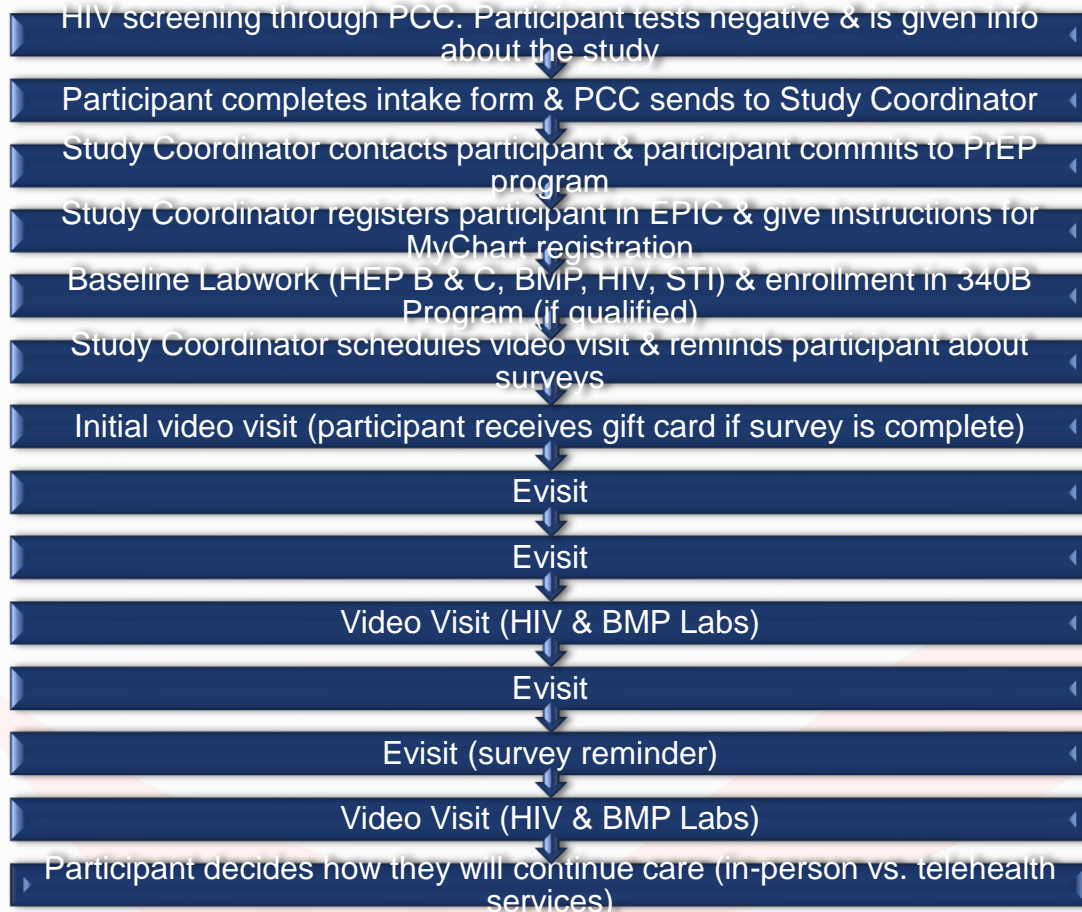 HIV screening through PCC. Participant tests negative & is given info
about the study
Participant completes intake form & PCC sends to Study Coordinator
Study Coordinator contacts participant & participant commits to PrEP
program
Study Coordinator registers participant in EPIC & give instructions for
MyChart registration
Baseline Labwork (HEP B & C, BMP, HIV, STI) & enrollment in 340B
Program (if qualified)
Study Coordinator schedules video visit & reminds participant about
surveys
Initial video visit (participant receives gift card if survey is complete)
Evisit
Evisit
Video Visit (HIV & BMP Labs)
Evisit
Evisit (survey reminder)
Video Visit (HIV & BMP Labs)
Participant decides how they will continue care (in-person vs. telehealth
services)